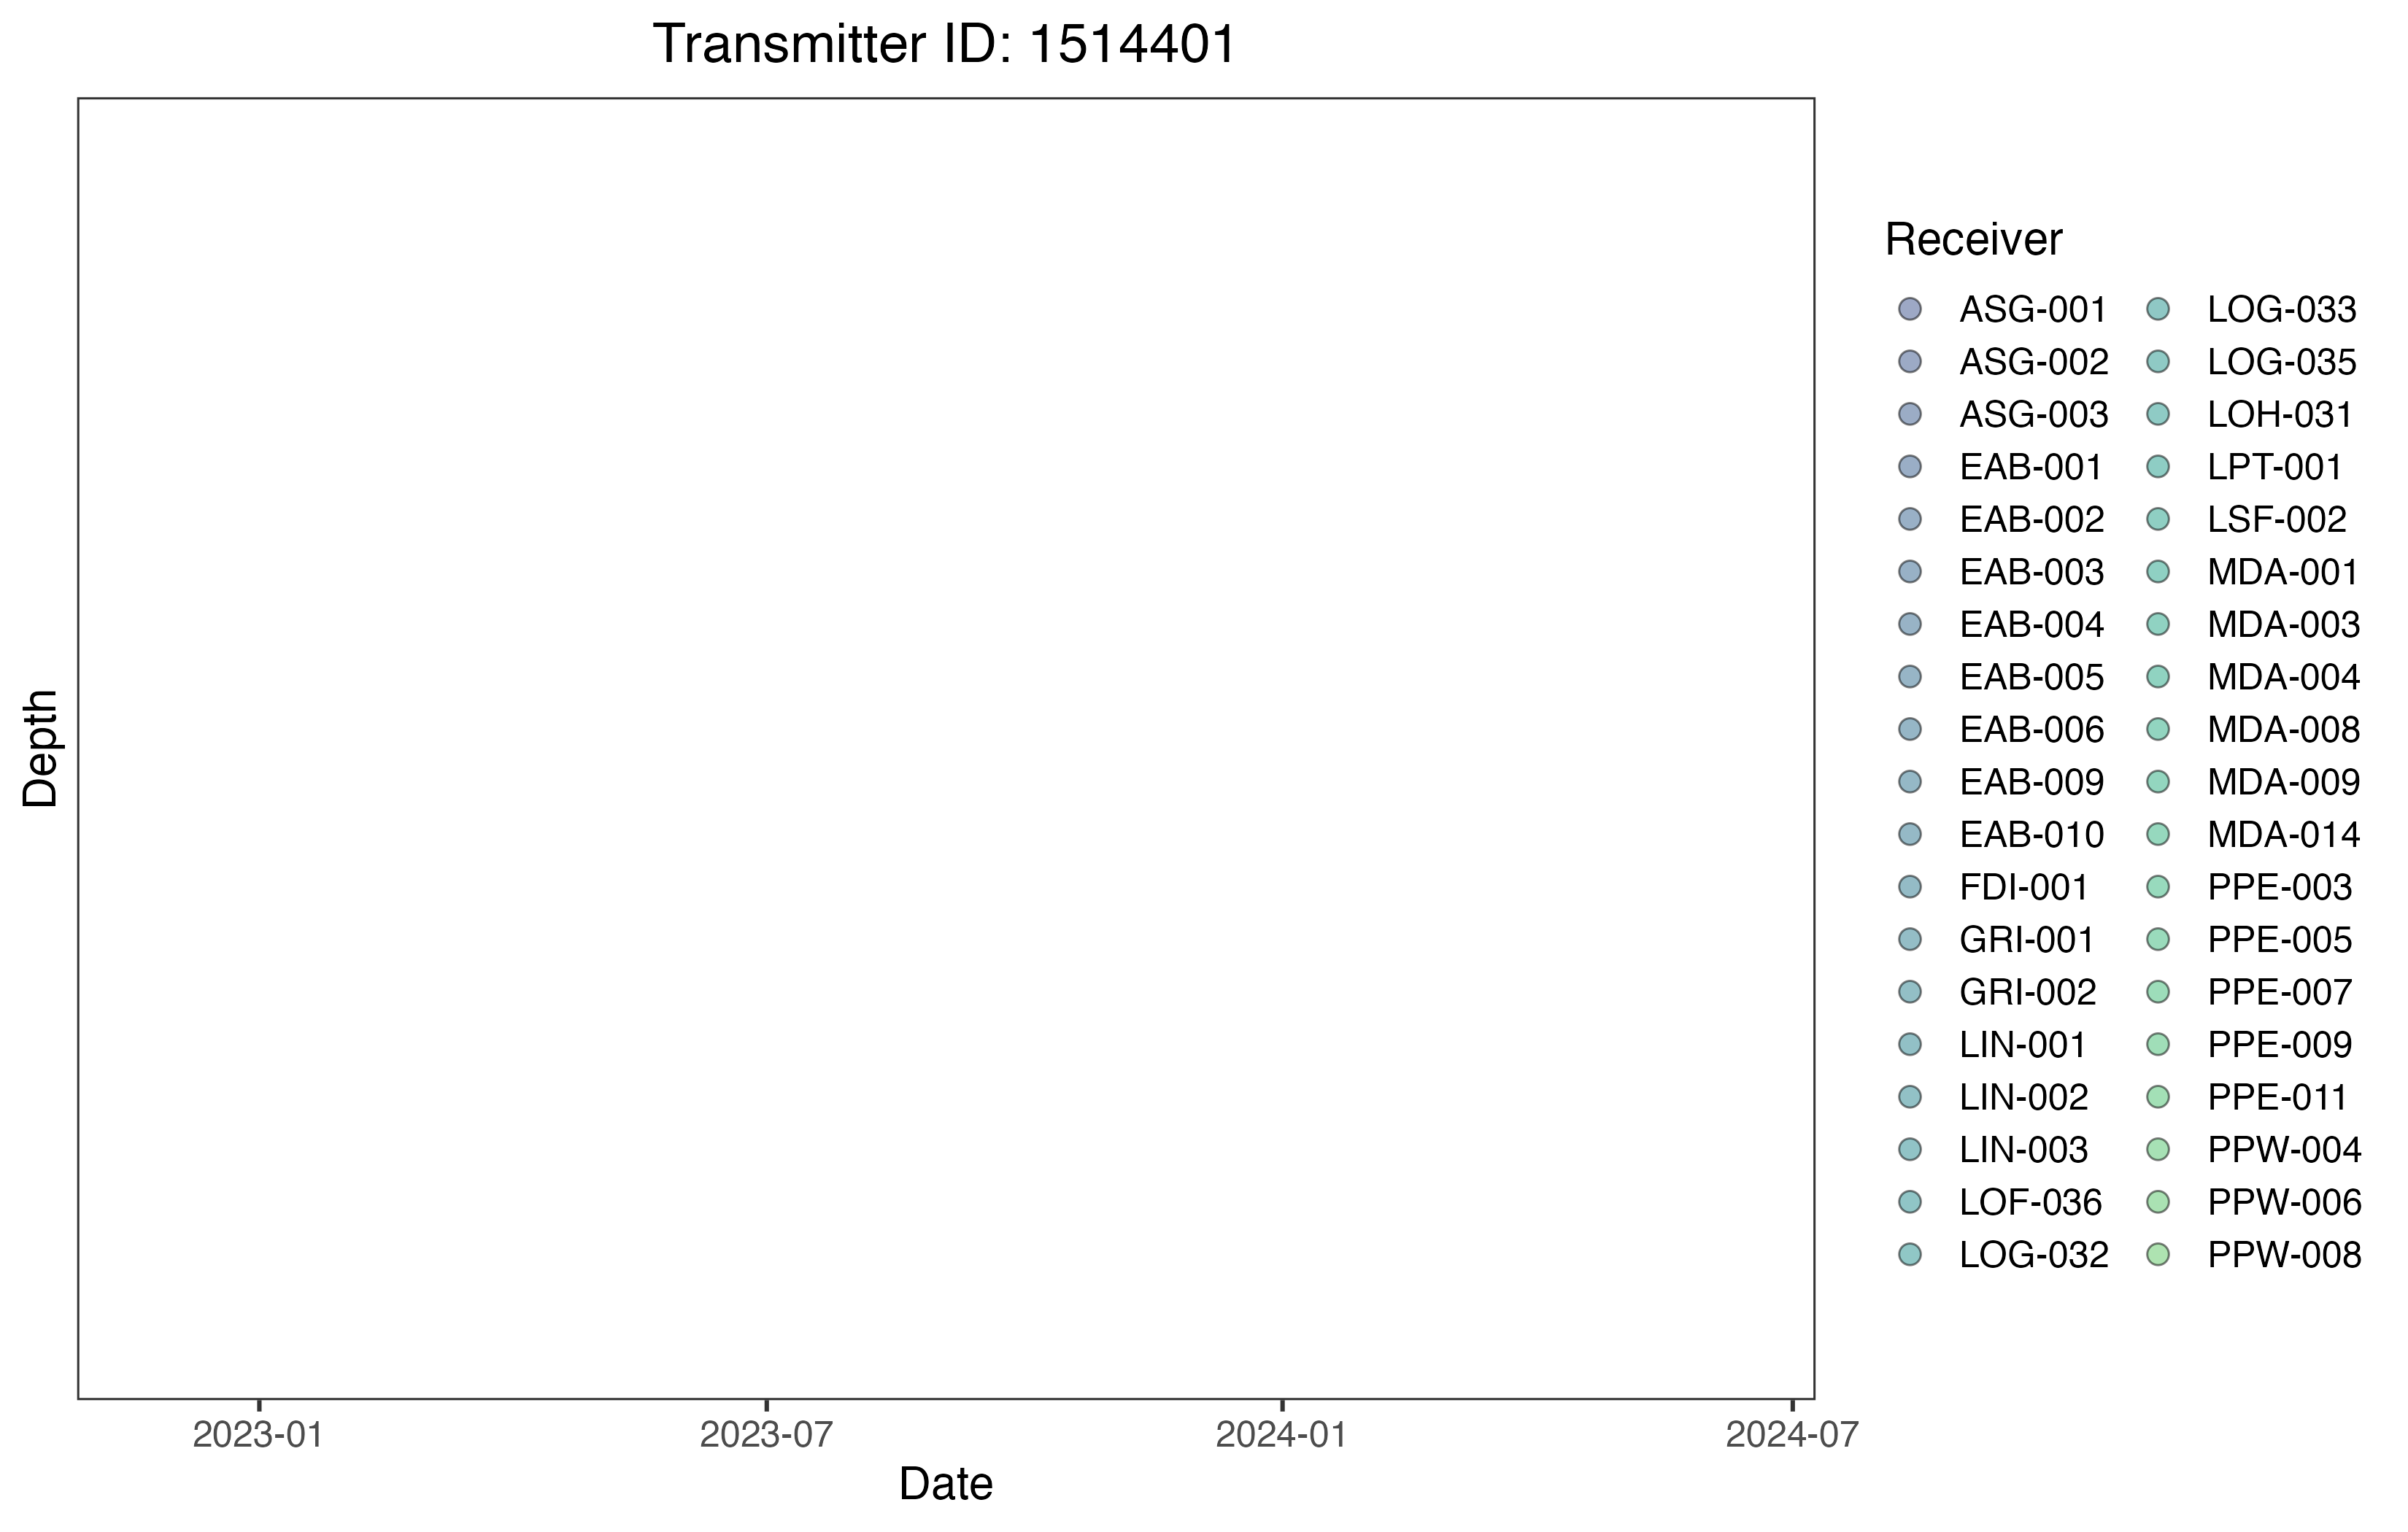 Transmitter ID: 1514401
Depth
2023-01
2023-07
2024-01
2024-07
Date
Receiver
ASG-001
ASG-002
ASG-003
EAB-001
EAB-002
EAB-003
EAB-004
EAB-005
EAB-006
EAB-009
EAB-010
FDI-001
GRI-001
GRI-002
LIN-001
LIN-002
LIN-003
LOF-036
LOG-032
LOG-033
LOG-035
LOH-031
LPT-001
LSF-002
MDA-001
MDA-003
MDA-004
MDA-008
MDA-009
MDA-014
PPE-003
PPE-005
PPE-007
PPE-009
PPE-011
PPW-004
PPW-006
PPW-008